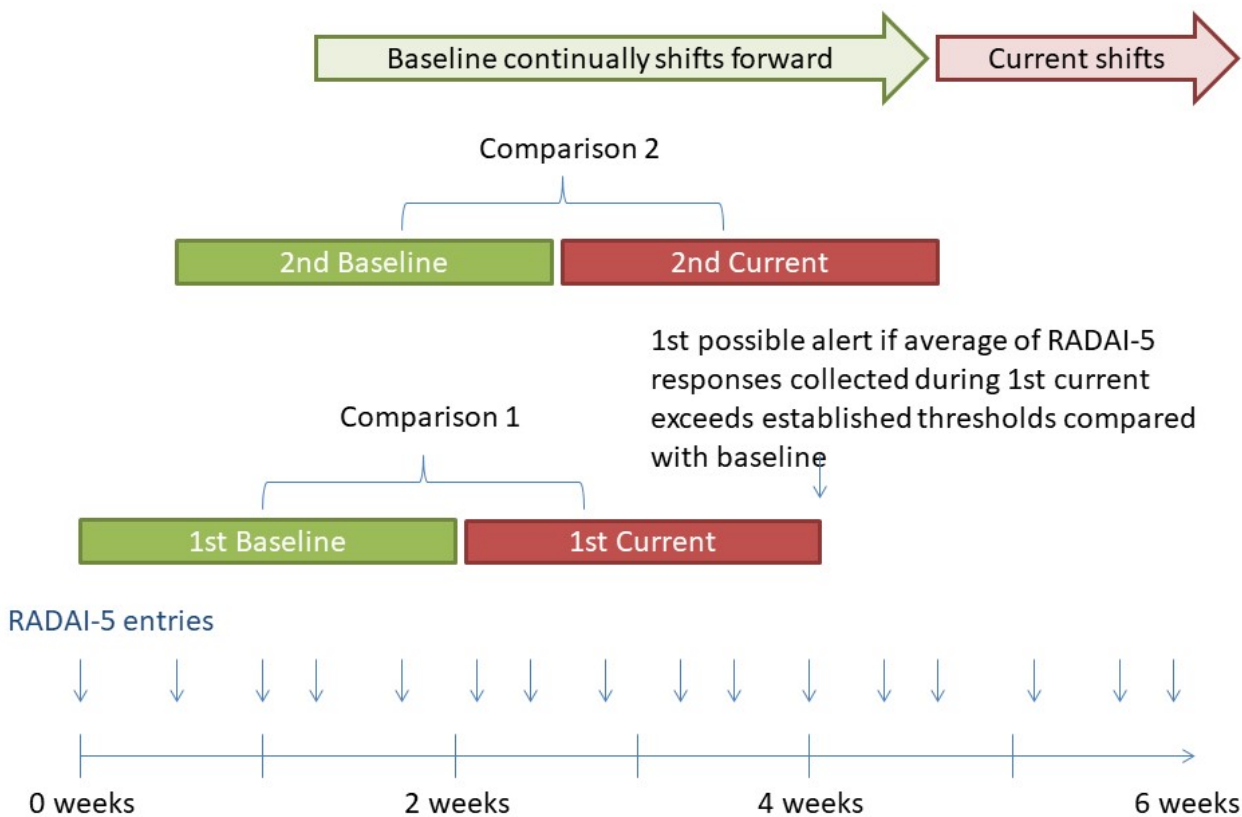 Baseline continually shifts forward
Current shifts
Comparison 2
2nd Baseline
2nd Current
1st possible alert if average of RADAI-5
responses collected during 1st current
exceeds established thresholds compared
with baseline
Comparison 1
1st Baseline
1st Current
RADAI-5 entries
0 weeks
2 weeks
4 weeks
6 weeks